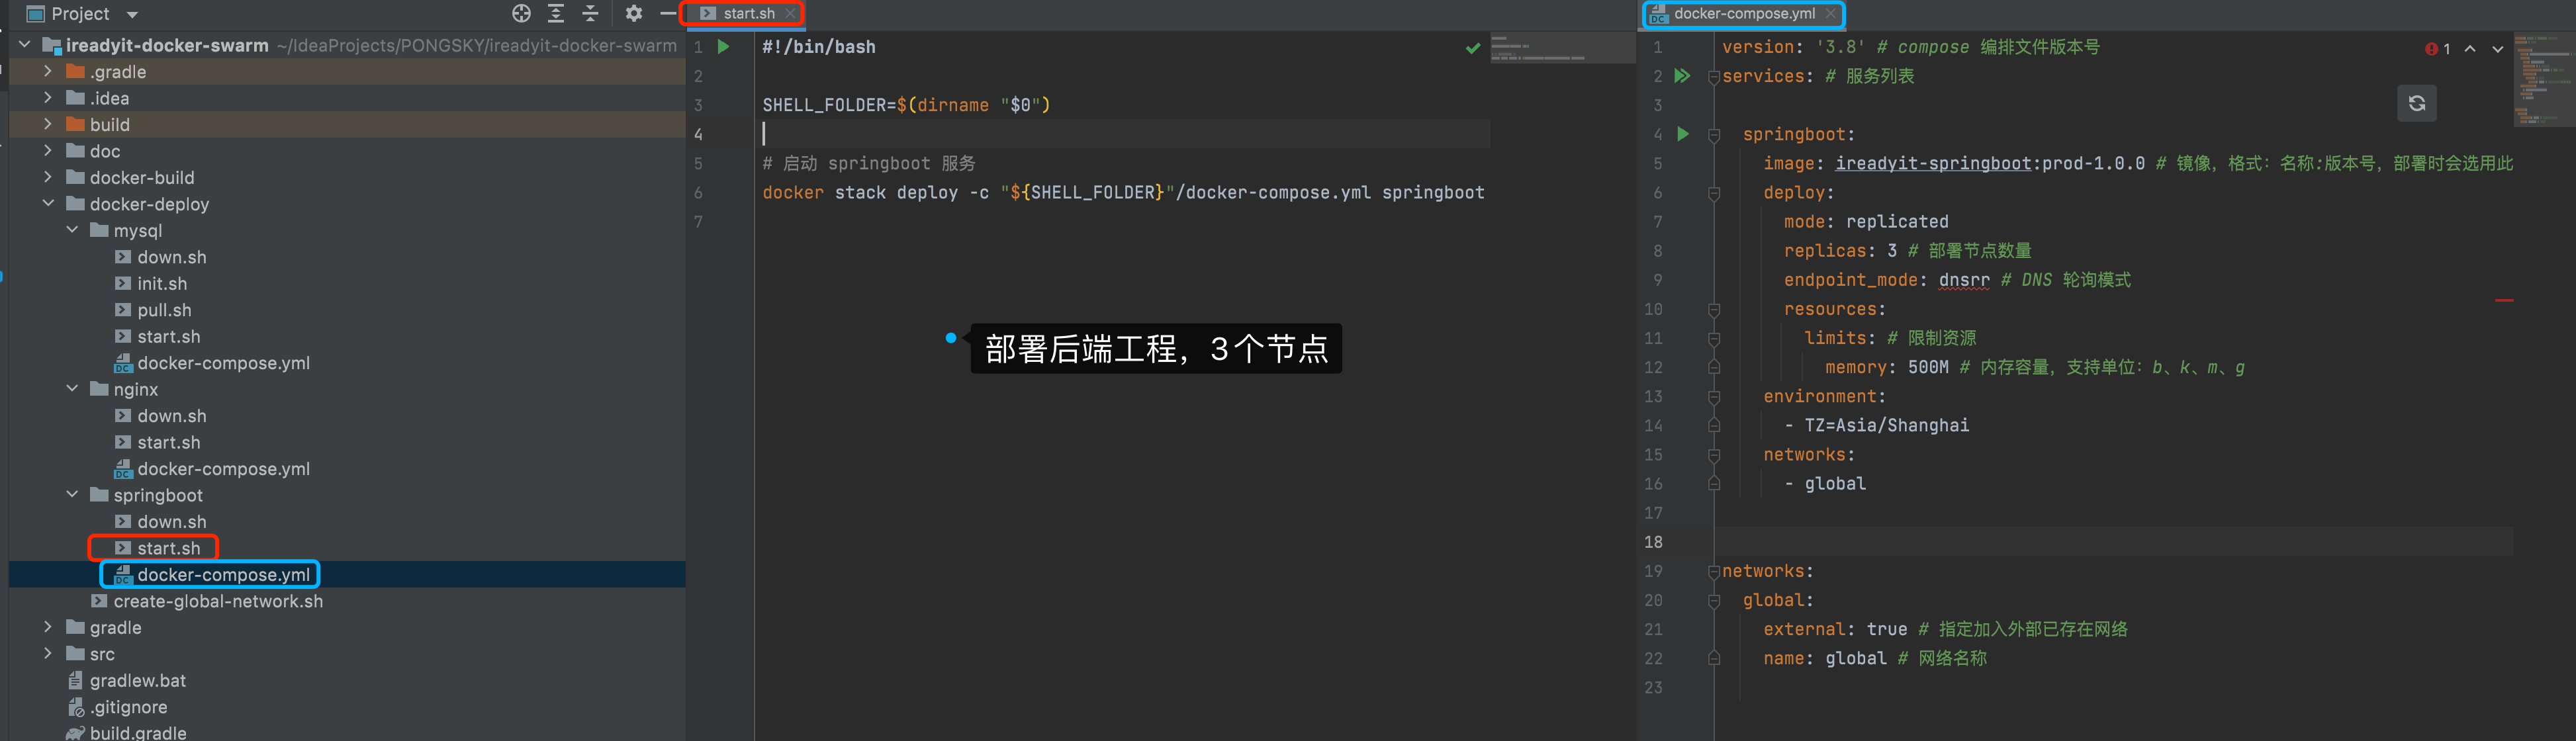 Project
ireadyit-docker-swarm ~/IdeaProjects/PONGSKY/ireadyit-docker-swarm
.gradle
.idea
build
doc
docker-build
docker-deploy
mysql
down.sh
init.sh
pull.sh
start.sh
docker-compose.yml
nginx
down.sh
start.sh
docker-compose.yml
springboot
down.sh
start.sh
docker-compose.yml
create-global-network.sh
gradle
src
gradlew.bat
.gitignore
build.gradle
start.sh
1 #!/bin/bash
2
3 SHELL_FOLDER=$(dirname "$0")
4
5 # 启动 springboot 服务
6 docker stack deploy -c "${SHELL_FOLDER}"/docker-compose.yml springboot
7
部署后端工程，3个节点
docker-compose.yml
1 version: '3.8' # compose 编排文件版本号
1
2 services: # 服务列表
3
4 springboot:
5 image: ireadyit-springboot:prod-1.0.0 # 镜像，格式：名称:版本号，部署时会选用此
6 deploy:
7 mode: replicated
8 replicas: 3 # 部署节点数量
9 endpoint_mode: dnsrr # DNS 轮询模式
10 resources:
11 limits: # 限制资源
12 memory: 500M # 内存容量，支持单位：b、k、m、g
13 environment:
14 - TZ=Asia/Shanghai
15 networks:
16 - global
17
18
19 networks:
20 global:
21 external: true # 指定加入外部已存在网络
22 name: global # 网络名称
23